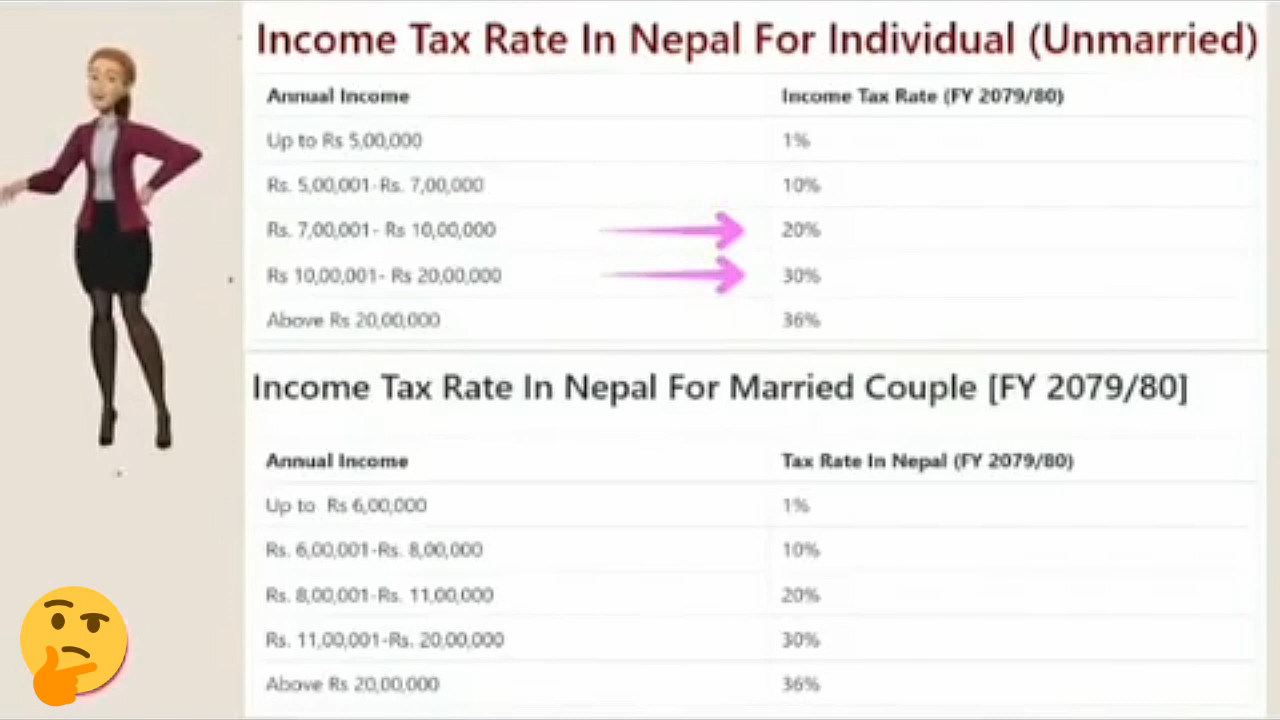 Income Tax Rate In Nepal For Individual (Unmarried)
Annual Income Income Tax Rate (FY 2079/80)
Up to Rs 5,00,000 1%
Rs. 5,00,001-Rs. 7,00,000 10%
Rs. 7,00,001- Rs 10,00,000 20%
Rs 10,00,001- Rs 20,00,000 30%
Above Rs 20,00,000 36%
Income Tax Rate In Nepal For Married Couple [FY 2079/80]
Annual Income Tax Rate In Nepal (FY 2079/80)
Up to Rs 6,00,000 1%
Rs. 6,00,001-Rs. 8,00,000 10%
Rs. 8,00,001-Rs. 11,00,000 20%
Rs. 11,00,001-Rs. 20,00,000 30%
Above Rs 20,00,000 36%